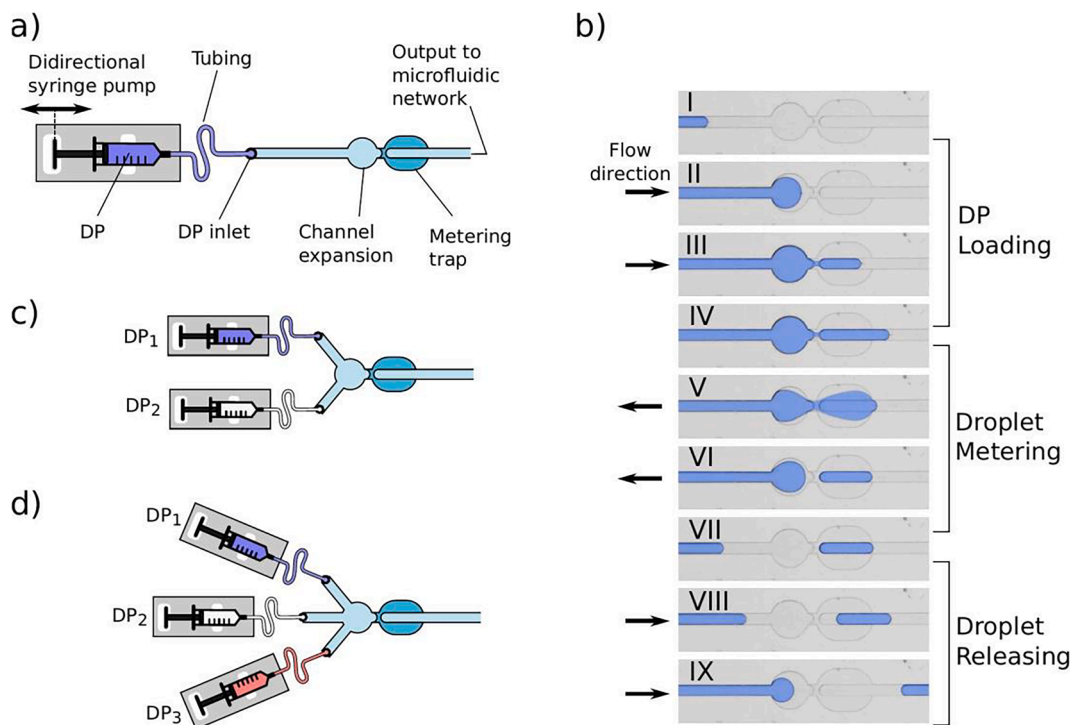 a)
Didirectional
syringe pump
Tubing
Output to
microfluidic
network
DP
DP inlet
Channel
expansion
Metering
trap
b)
Flow
direction
I
II
III
IV
V
VI
VII
VIII
IX
DP
Loading
Droplet
Metering
Droplet
Releasing
c)
DP1
DP2
d)
DP1
DP2
DP3